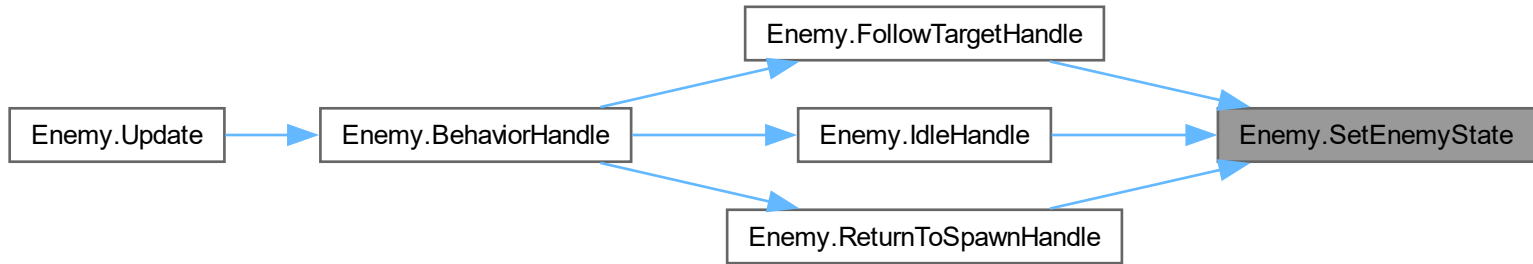 Enemy.FollowTargetHandle
Enemy.Update
Enemy.BehaviorHandle
Enemy.IdleHandle
Enemy.SetEnemyState
Enemy.ReturnToSpawnHandle